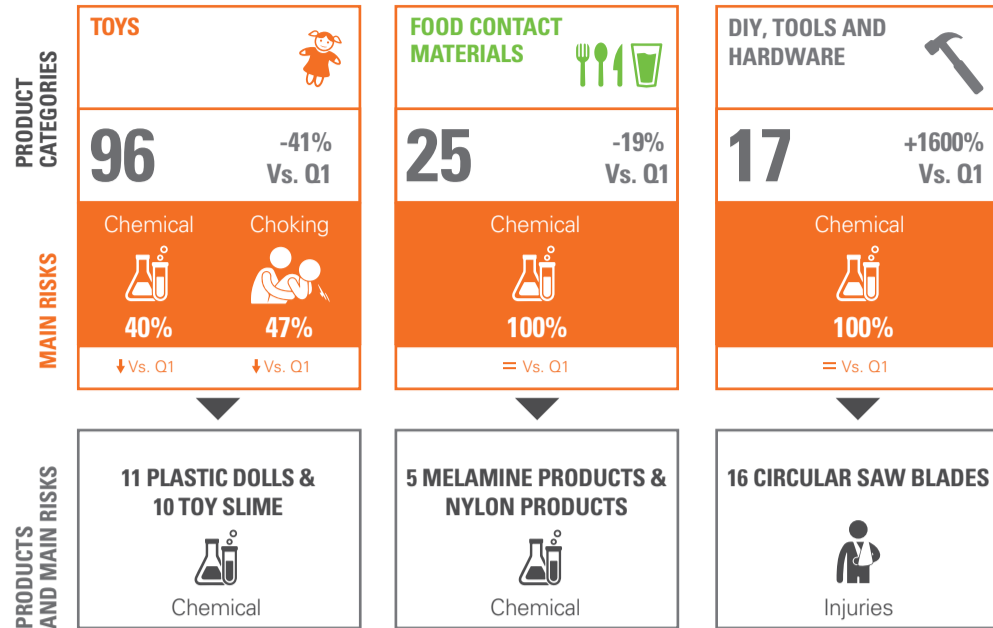 PRODUCT
CATEGORIES
TOYS
96
-41%
Vs. Q1
FOOD CONTACT
MATERIALS
25
-19%
Vs. Q1
DIY, TOOLS AND
HARDWARE
17
+1600%
Vs. Q1
MAIN RISKS
Chemical
40%
Vs. Q1
Choking
47%
Vs. Q1
Chemical
100%
= Vs. Q1
Chemical
100%
= Vs. Q1
PRODUCTS
AND MAIN RISKS
11 PLASTIC DOLLS &
10 TOY SLIME
Chemical
5 MELAMINE PRODUCTS &
NYLON PRODUCTS
Chemical
16 CIRCULAR SAW BLADES
Injuries